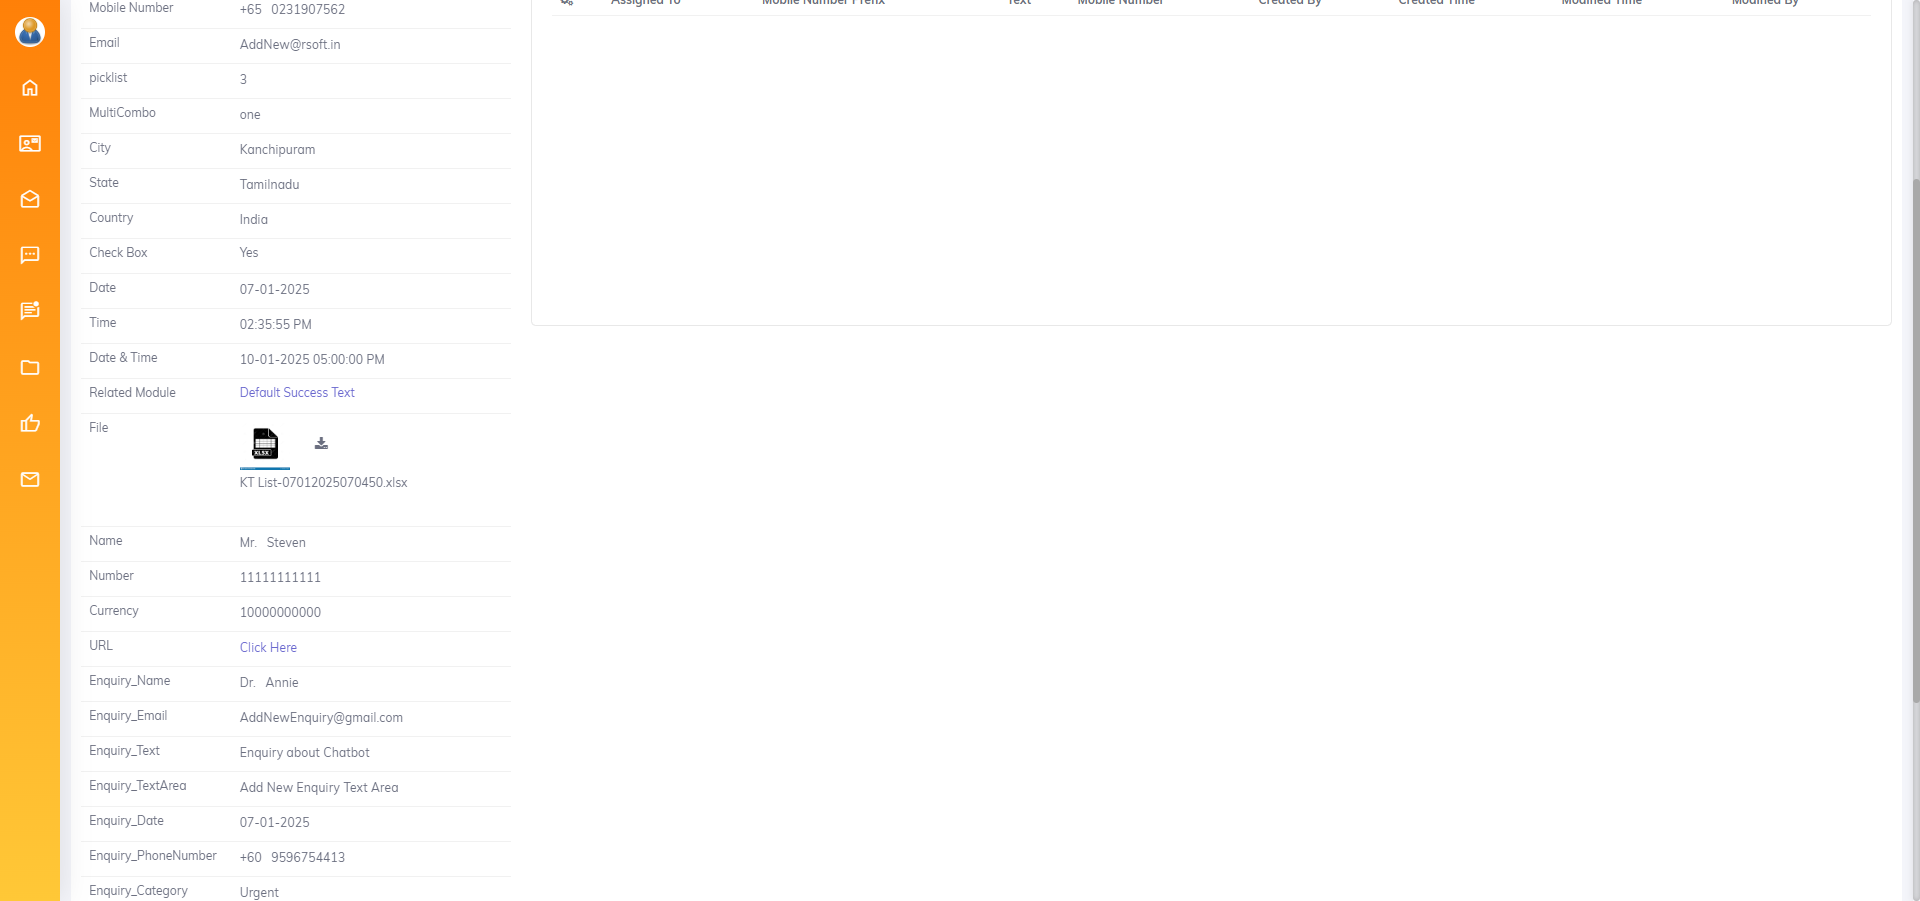 Mobile Number +65 0231907562
Assigned To Mobile Number Prefix Text Mobile Number Created By Created Time Modified Time Modified By
Email AddNew@rsoft.in
picklist 3
MultiCombo one
City Kanchipuram
State Tamilnadu
Country India
Check Box Yes
Date 07-01-2025
Time 02:35:55 PM
Date & Time 10-01-2025 05:00:00 PM
Related Module Default Success Text
File
XLSX
KT List-07012025070450.xlsx
Name Mr. Steven
Number 11111111111
Currency 10000000000
URL Click Here
Enquiry_Name Dr. Annie
Enquiry_Email AddNewEnquiry@gmail.com
Enquiry_Text Enquiry about Chatbot
Enquiry_TextArea Add New Enquiry Text Area
Enquiry_Date 07-01-2025
Enquiry_PhoneNumber +60 9596754413
Enquiry_Category Urgent